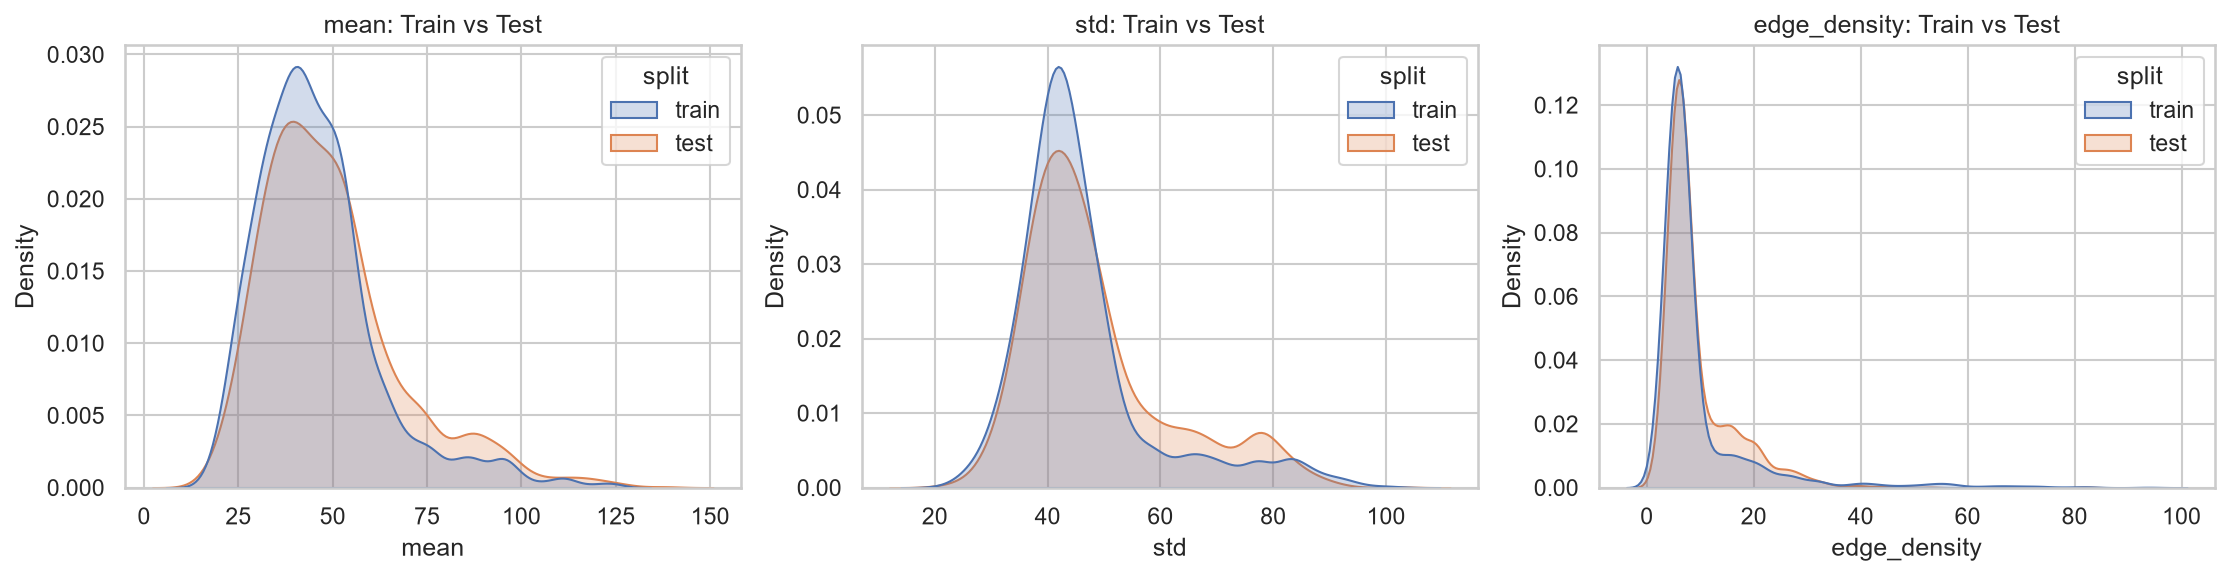 mean: Train vs Test
0.030
0.025
0.020
0.015
0.010
0.005
0.000
Density
0 25 50 75 100 125 150
mean
split
train
test
std: Train vs Test
0.05
0.04
0.03
0.02
0.01
0.00
Density
20 40 60 80 100
std
split
train
test
edge_density: Train vs Test
0.12
0.10
0.08
0.06
0.04
0.02
0.00
Density
0 20 40 60 80 100
edge_density
split
train
test